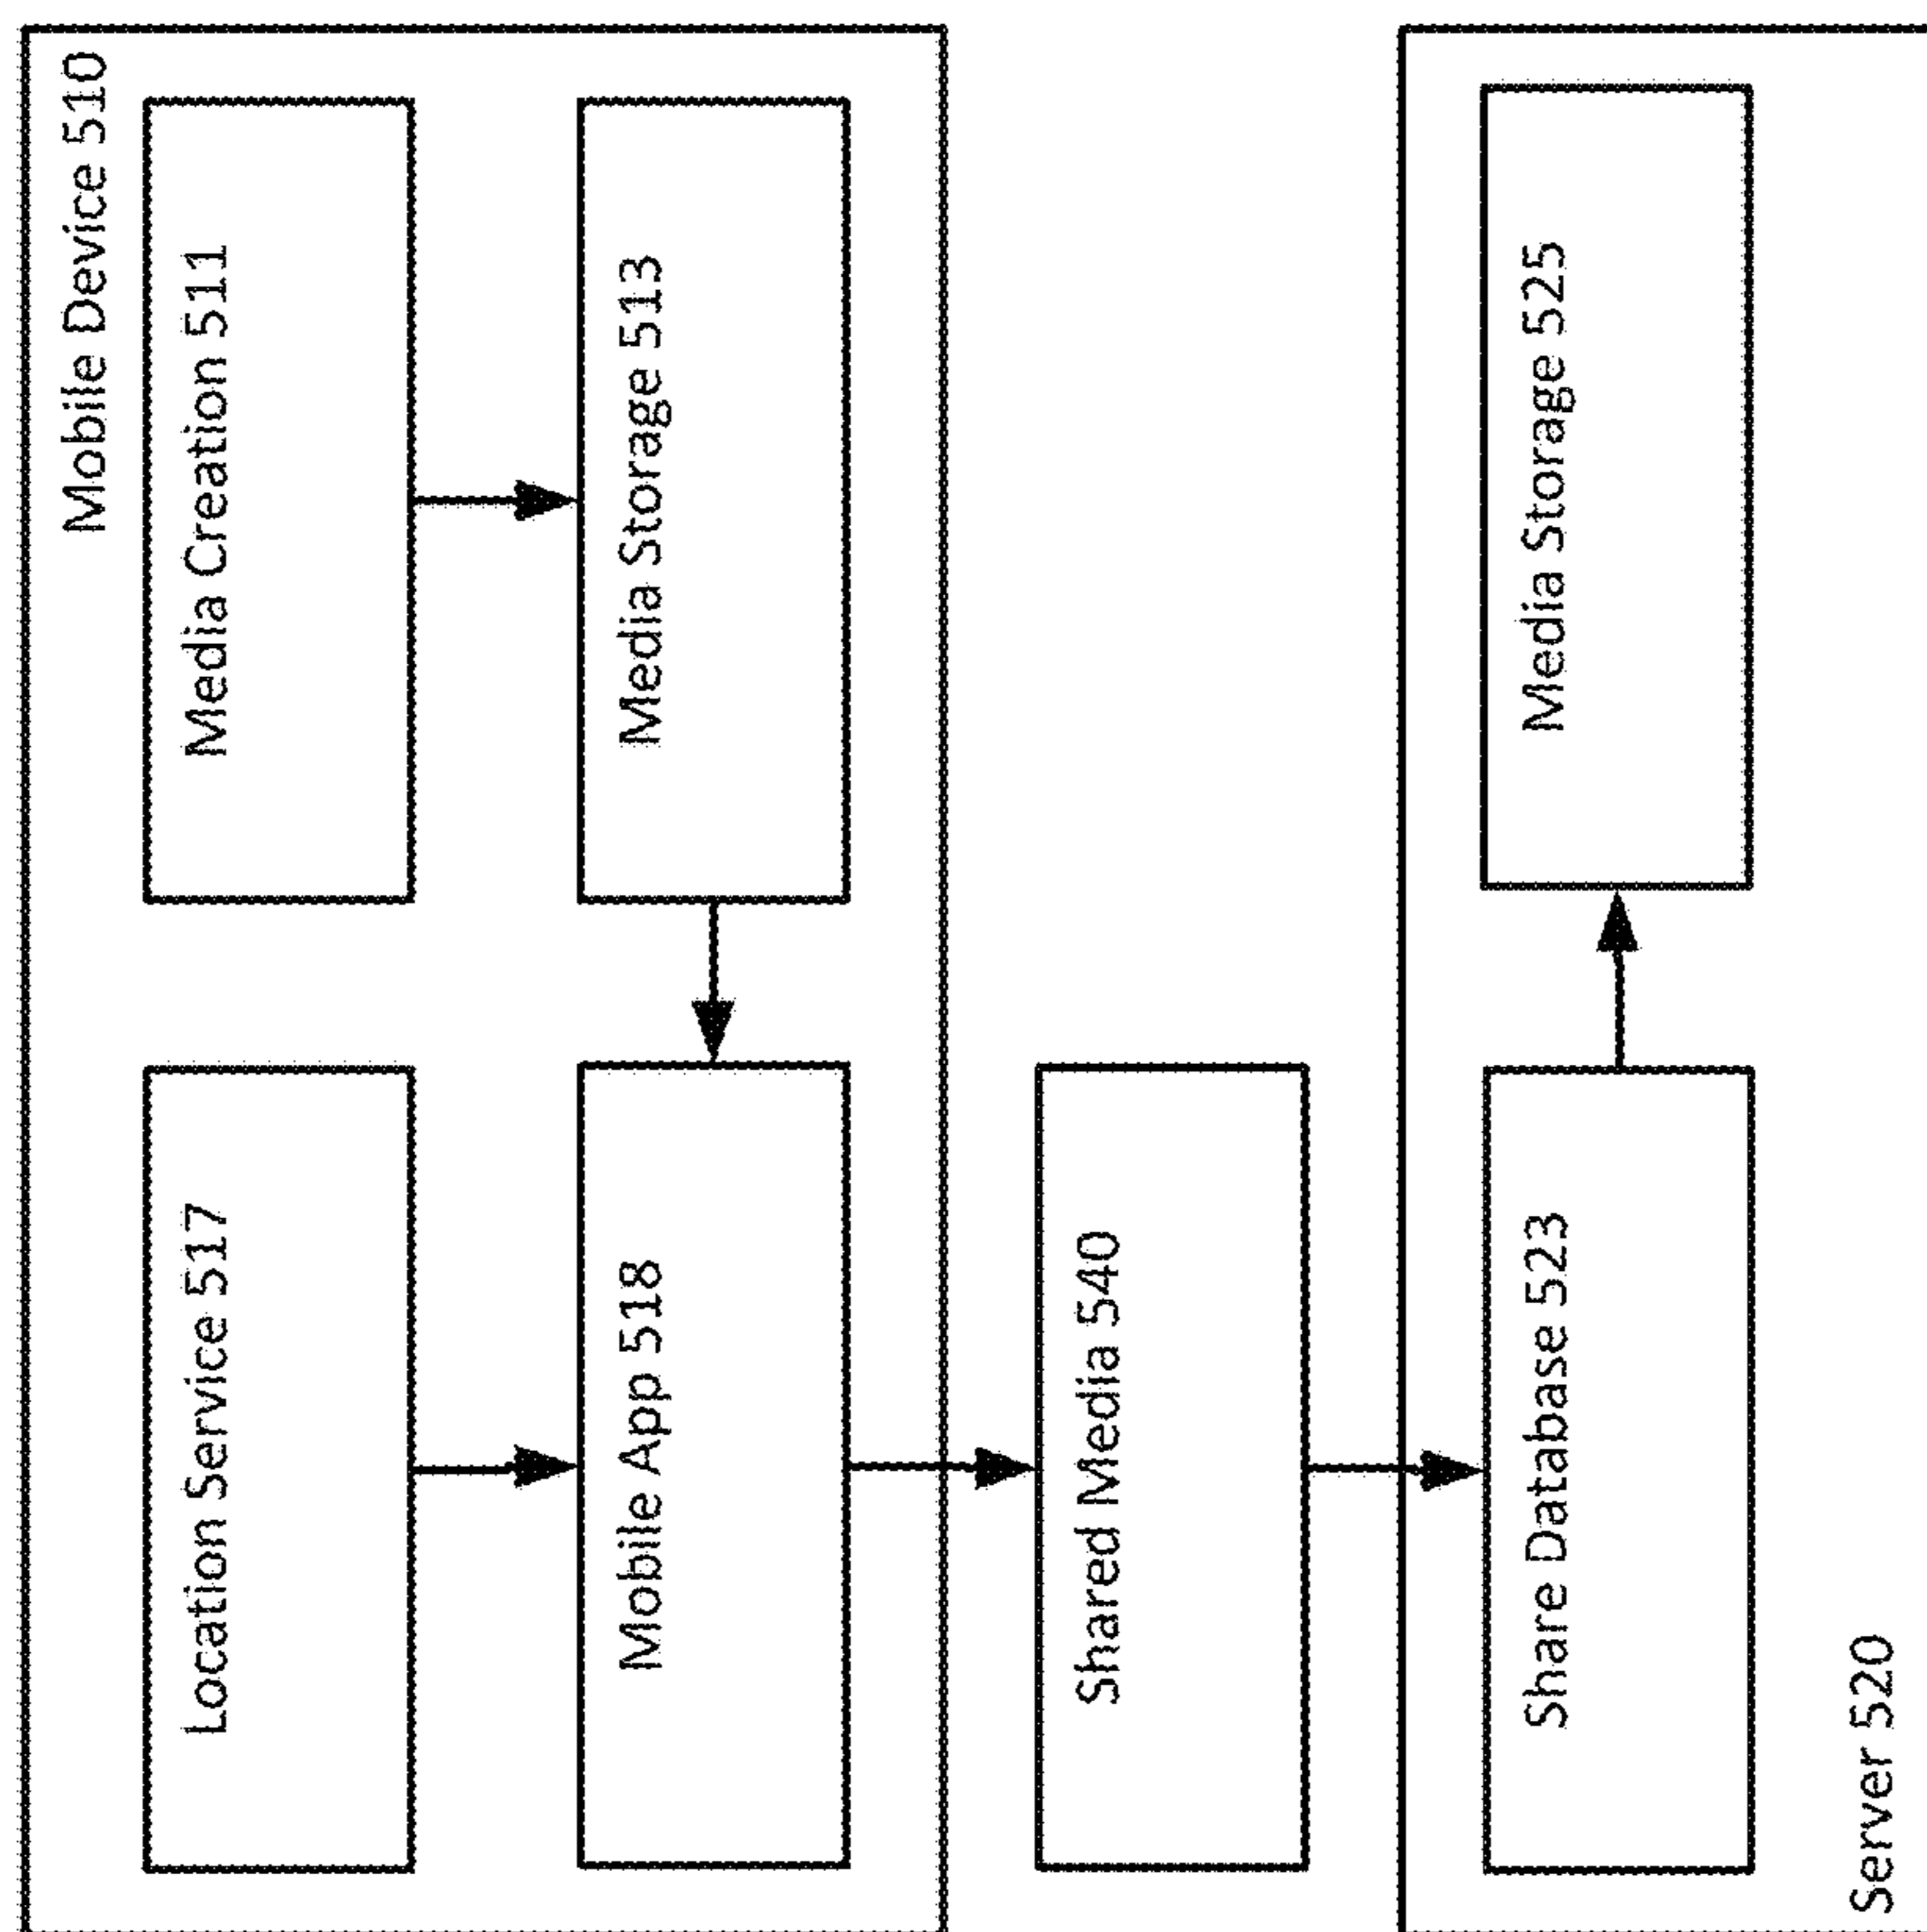 Mobile Device 510
Location Service 517
Media Creation 511
Mobile App 518
Media Storage 513
Shared Media 540
Share Database 523
Media Storage 525
Server 520